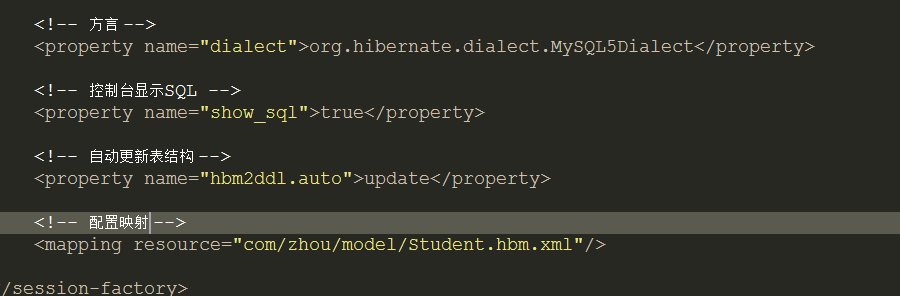 <!-- 方言 -->
<property name="dialect">org.hibernate.dialect.MySQL5Dialect</property>
<!-- 控制台显示SQL -->
<property name="show_sql">true</property>
<!-- 自动更新表结构 -->
<property name="hbm2ddl.auto">update</property>
<!-- 配置映射 -->
<mapping resource="com/zhou/model/Student.hbm.xml"/>
/session-factory>